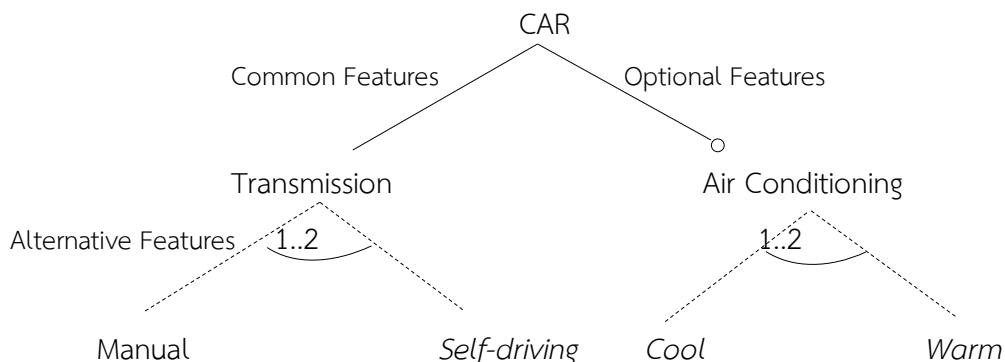 CAR
Common Features
Optional Features
Transmission
Air Conditioning
Alternative Features
1..2
1..2
Manual
Self-driving
Cool
Warm